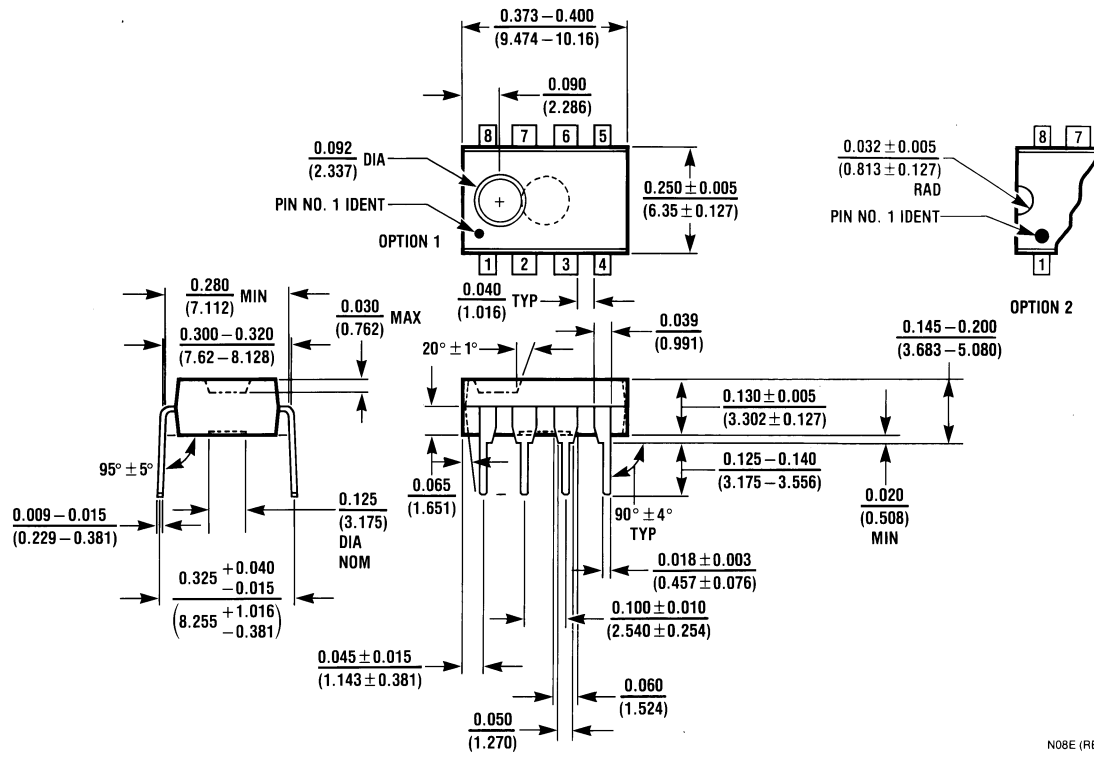 0.373 – 0.400
(9.474 – 10.16)
0.090
(2.286)
8 7 6 5
0.092 DIA
(2.337)
PIN NO. 1 IDENT
OPTION 1
0.250 ± 0.005
(6.35 ± 0.127)
1 2 3 4
0.032 ± 0.005
(0.813 ± 0.127)
RAD
PIN NO. 1 IDENT
8 7
1
OPTION 2
0.280 MIN
(7.112)
0.300 – 0.320
(7.62 – 8.128)
0.030 MAX
(0.762)
0.040 TYP
(1.016)
20° ± 1°
0.039
(0.991)
0.145 – 0.200
(3.683 – 5.080)
0.130 ± 0.005
(3.302 ± 0.127)
95° ± 5°
0.009 – 0.015
(0.229 – 0.381)
0.125
(3.175)
DIA
NOM
0.065
(1.651)
90° ± 4°
TYP
0.125 – 0.140
(3.175 – 3.556)
0.020
(0.508)
MIN
0.325 +0.040
−0.015
(8.255 +1.016
−0.381)
0.018 ± 0.003
(0.457 ± 0.076)
0.100 ± 0.010
(2.540 ± 0.254)
0.045 ± 0.015
(1.143 ± 0.381)
0.060
(1.524)
0.050
(1.270)
N08E (RE